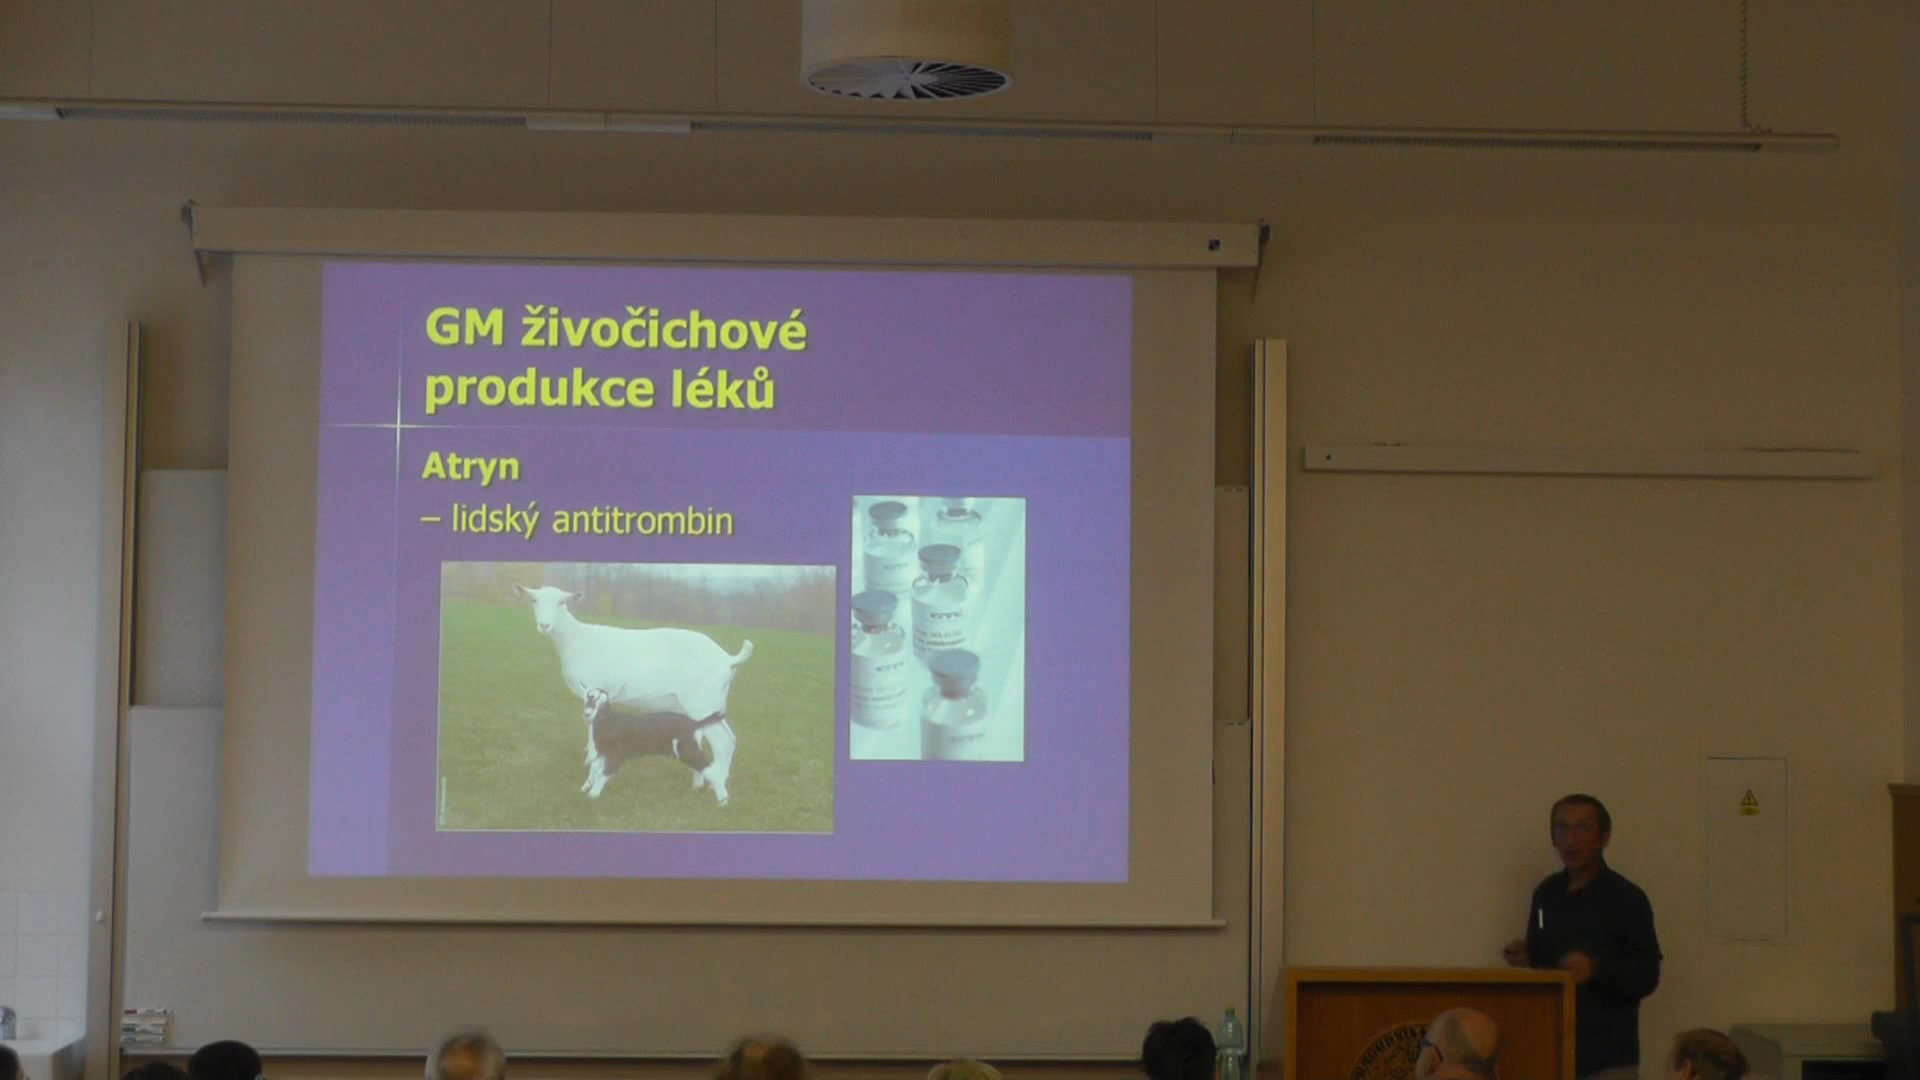 GM živočichové
produkce léků
Atryn
– lidský antitrombin